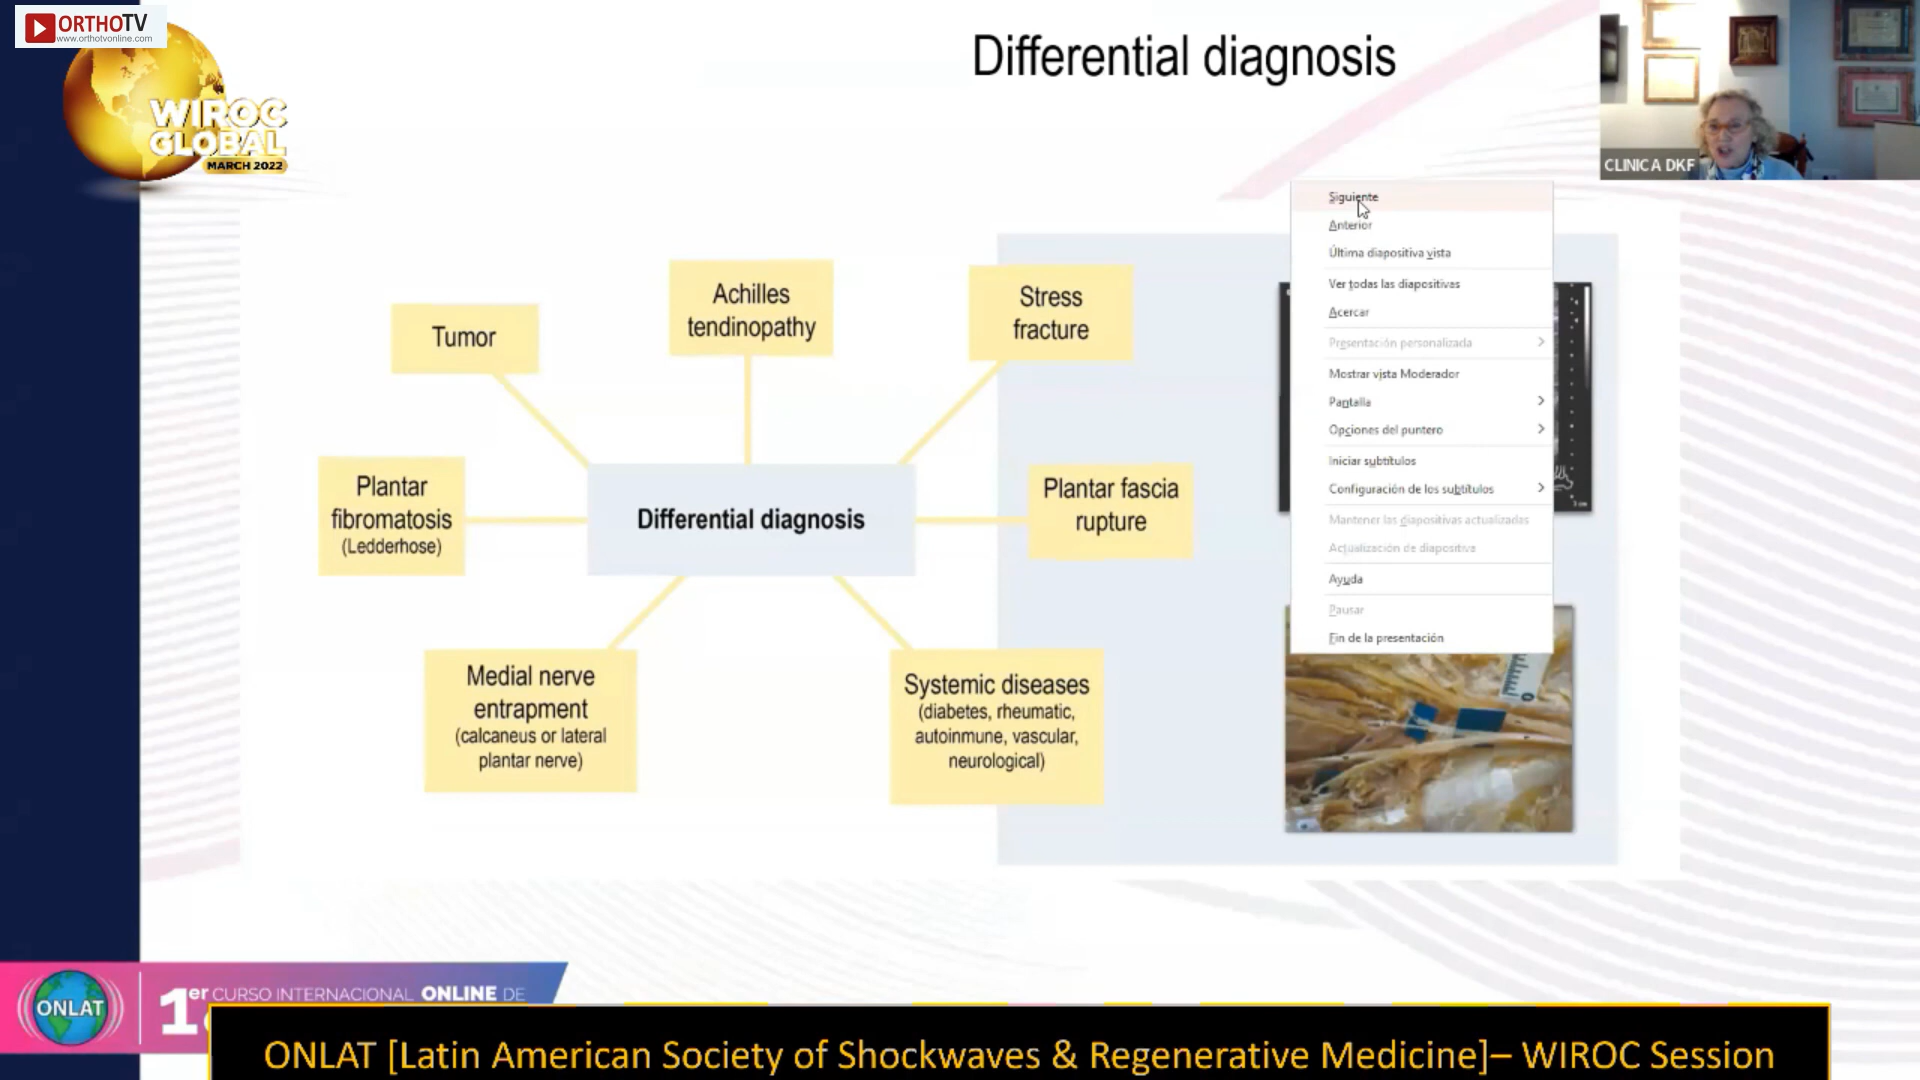 ORTHOTV
www.orthotvonline.com
WIROC
GLOBAL
MARCH 2022
Differential diagnosis
CLINICA DKF
Siguiente
Anterior
Última diapositiva vista
Ver todas las diapositivas
Acercar
Presentación personalizada
Mostrar vista Moderador
Pantalla
Opciones del puntero
Iniciar subtítulos
Configuración de los subtítulos
Mantener las diapositivas actualizadas
Actualización de diapositiva
Ayuda
Pausar
Fin de la presentación
Tumor
Achilles
tendinopathy
Stress
fracture
Plantar
fibromatosis
(Ledderhose)
Differential diagnosis
Plantar fascia
rupture
Medial nerve
entrapment
(calcaneus or lateral
plantar nerve)
Systemic diseases
(diabetes, rheumatic,
autoinmune, vascular,
neurological)
ONLAT
1er CURSO INTERNACIONAL ONLINE DE
ONLAT [Latin American Society of Shockwaves & Regenerative Medicine]– WIROC Session